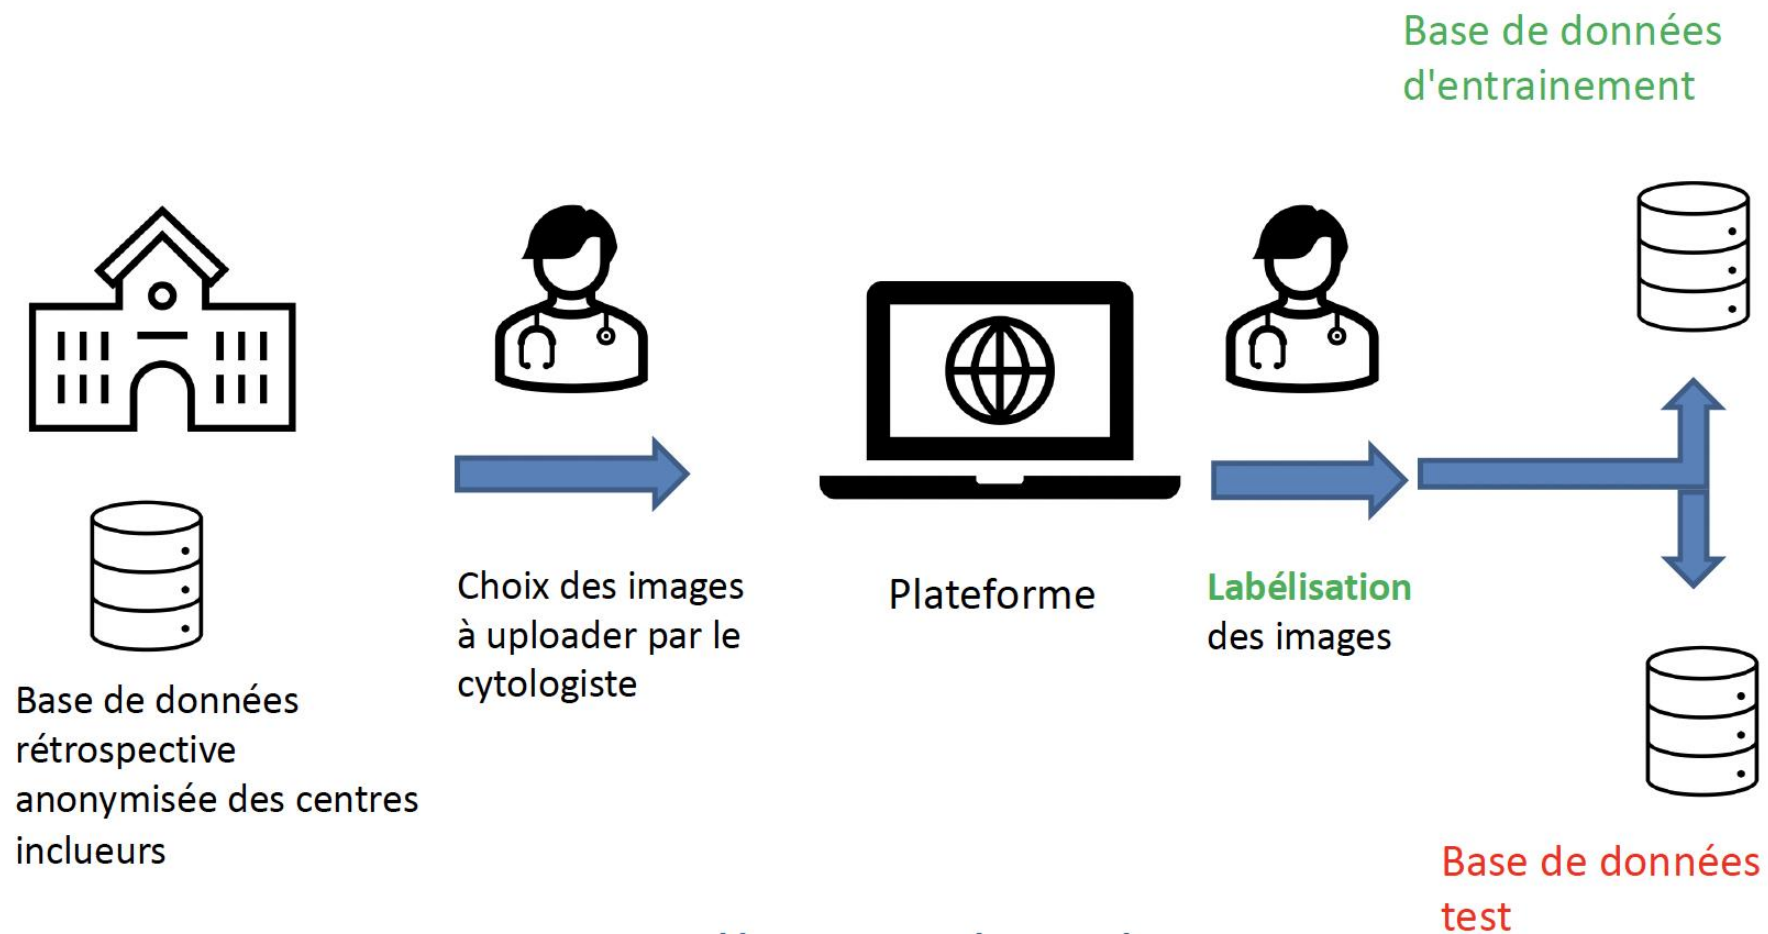 Base de données
d'entrainement
Choix des images
à uploader par le
cytologiste
Plateforme
Labélisation
des images
Base de données
rétrospective
anonymisée des centres
inclueurs
Base de données
test